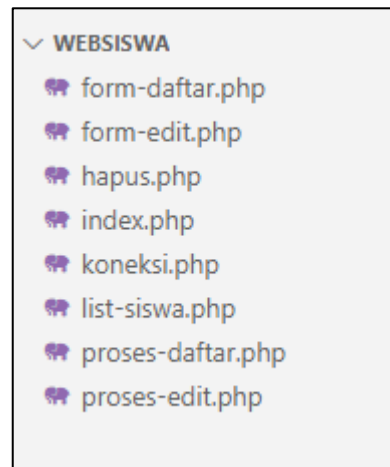 WEBSISWA
form-daftar.php
form-edit.php
hapus.php
index.php
koneksi.php
list-siswa.php
proses-daftar.php
proses-edit.php